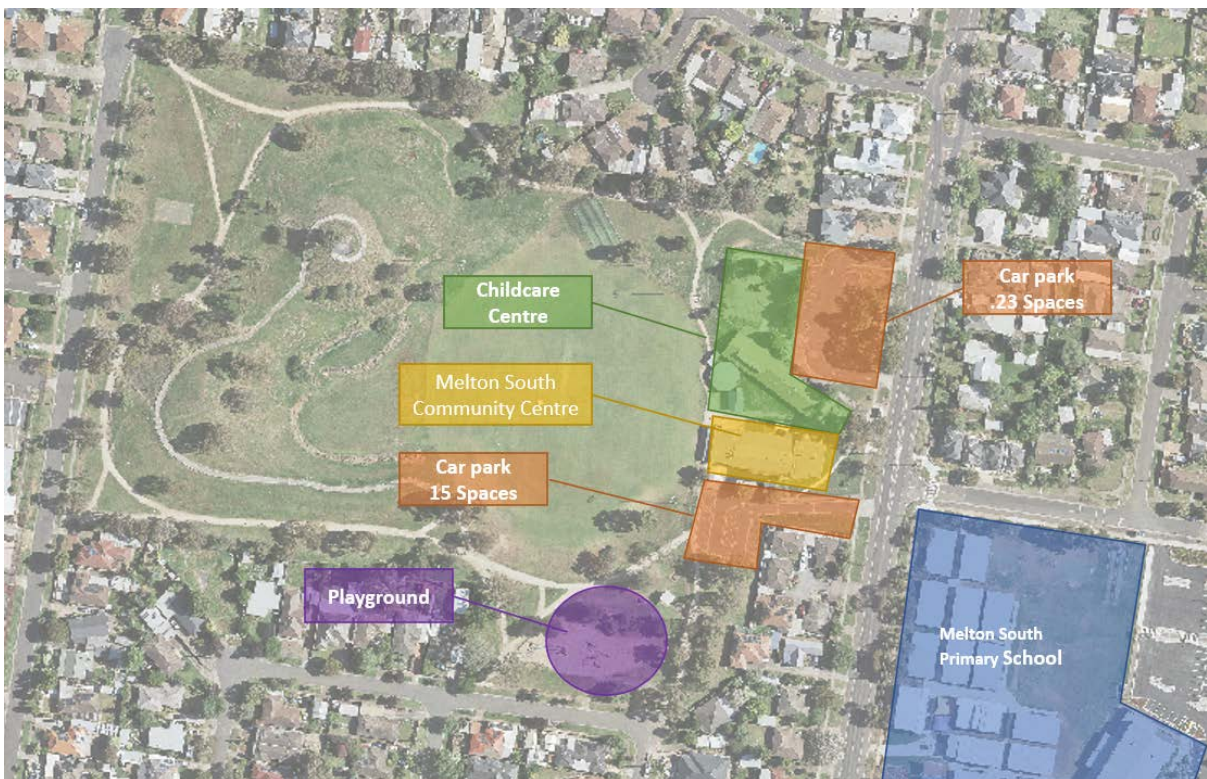 Childcare
Centre
Car park
.23 Spaces
Melton South
Community Centre
Car park
15 Spaces
Playground
Melton South
Primary School